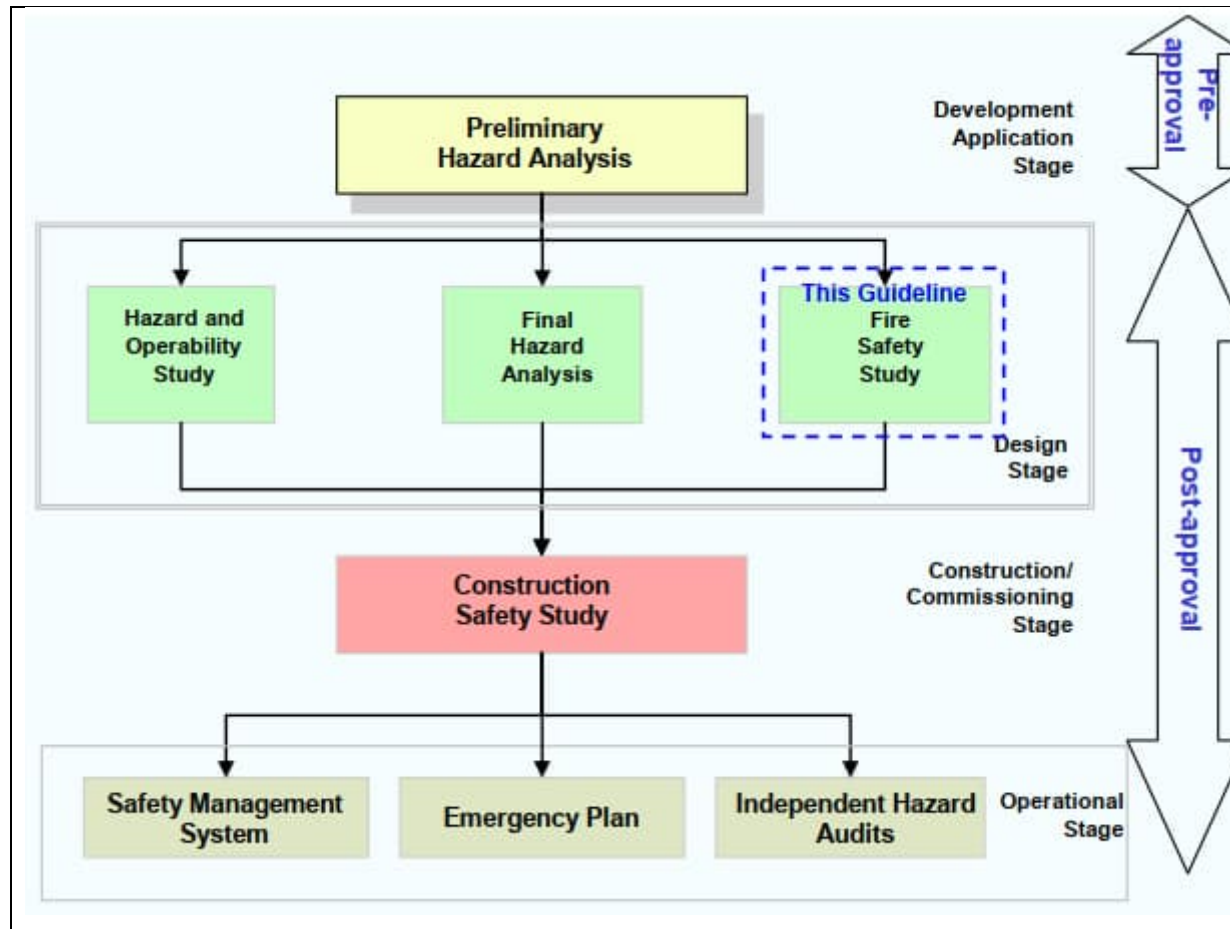 Pre-
approval
Development
Application
Stage
Preliminary
Hazard Analysis
Hazard and
Operability
Study
Final
Hazard
Analysis
This Guideline
Fire
Safety
Study
Design
Stage
Post-approval
Construction
Safety Study
Construction/
Commissioning
Stage
Safety Management
System
Emergency Plan
Independent Hazard
Audits
Operational
Stage